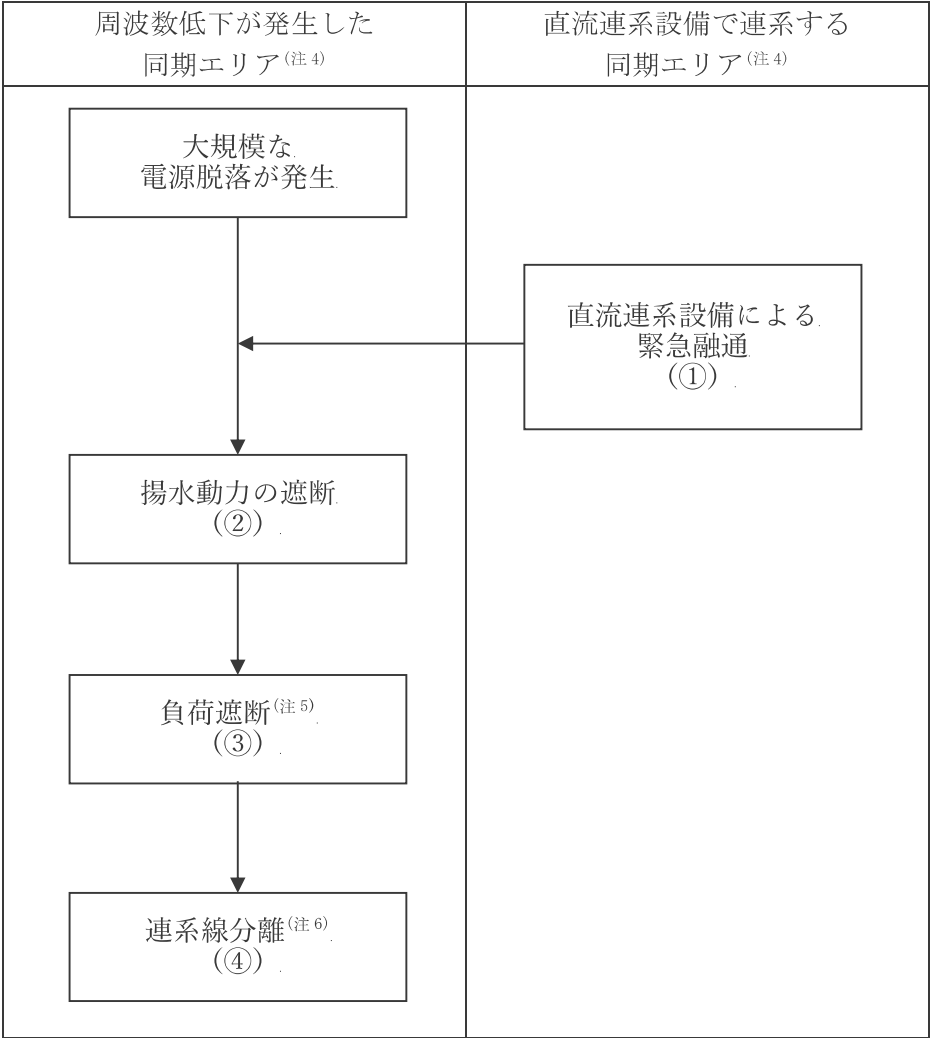 周波数低下が発生した
同期エリア(注 4)
直流連系設備で連系する
同期エリア(注 4)
大規模な
電源脱落が発生
直流連系設備による
緊急融通
(①)
揚水動力の遮断
(②)
負荷遮断(注 5)
(③)
連系線分離(注 6)
(④)